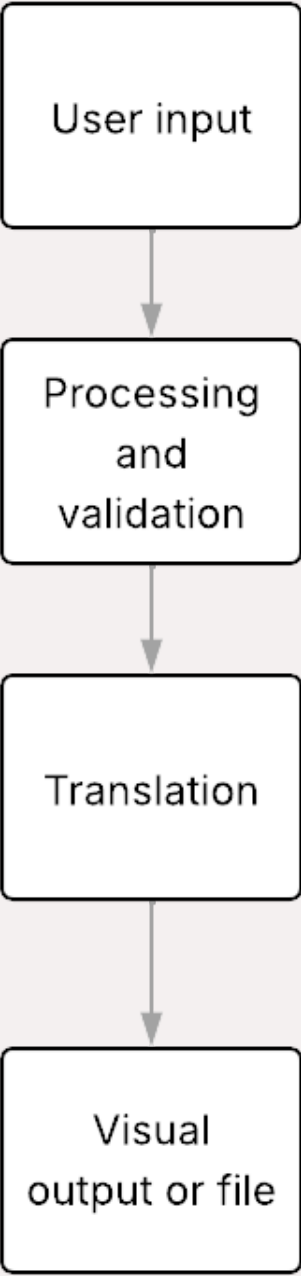 User input
Processing
and
validation
Translation
Visual
output or file